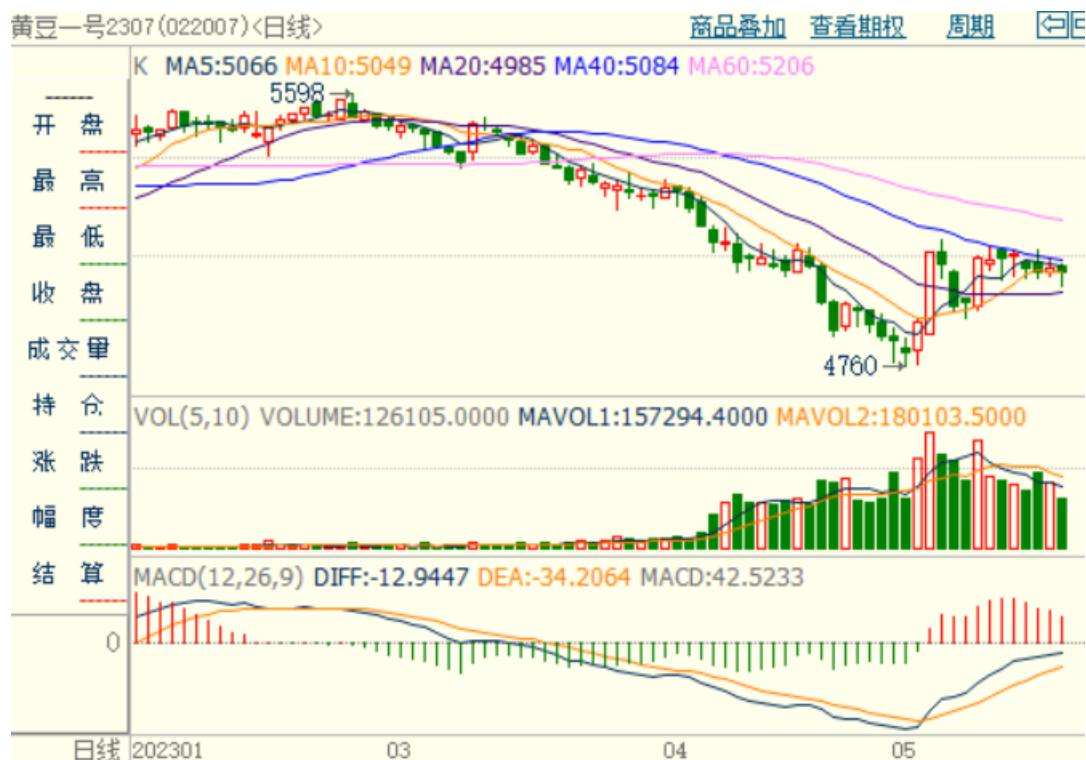 黄豆一号2307(022007)<日线> 商品叠加 查看期权 周期
K MA5:5066 MA10:5049 MA20:4985 MA40:5084 MA60:5206
5598
开盘
最高
最低
收盘
成交量
持仓
涨跌
幅度
结算
4760
VOL(5,10) VOLUME:126105.0000 MAVOL1:157294.4000 MAVOL2:180103.5000
MACD(12,26,9) DIFF:-12.9447 DEA:-34.2064 MACD:42.5233
0
日线 202301 03 04 05